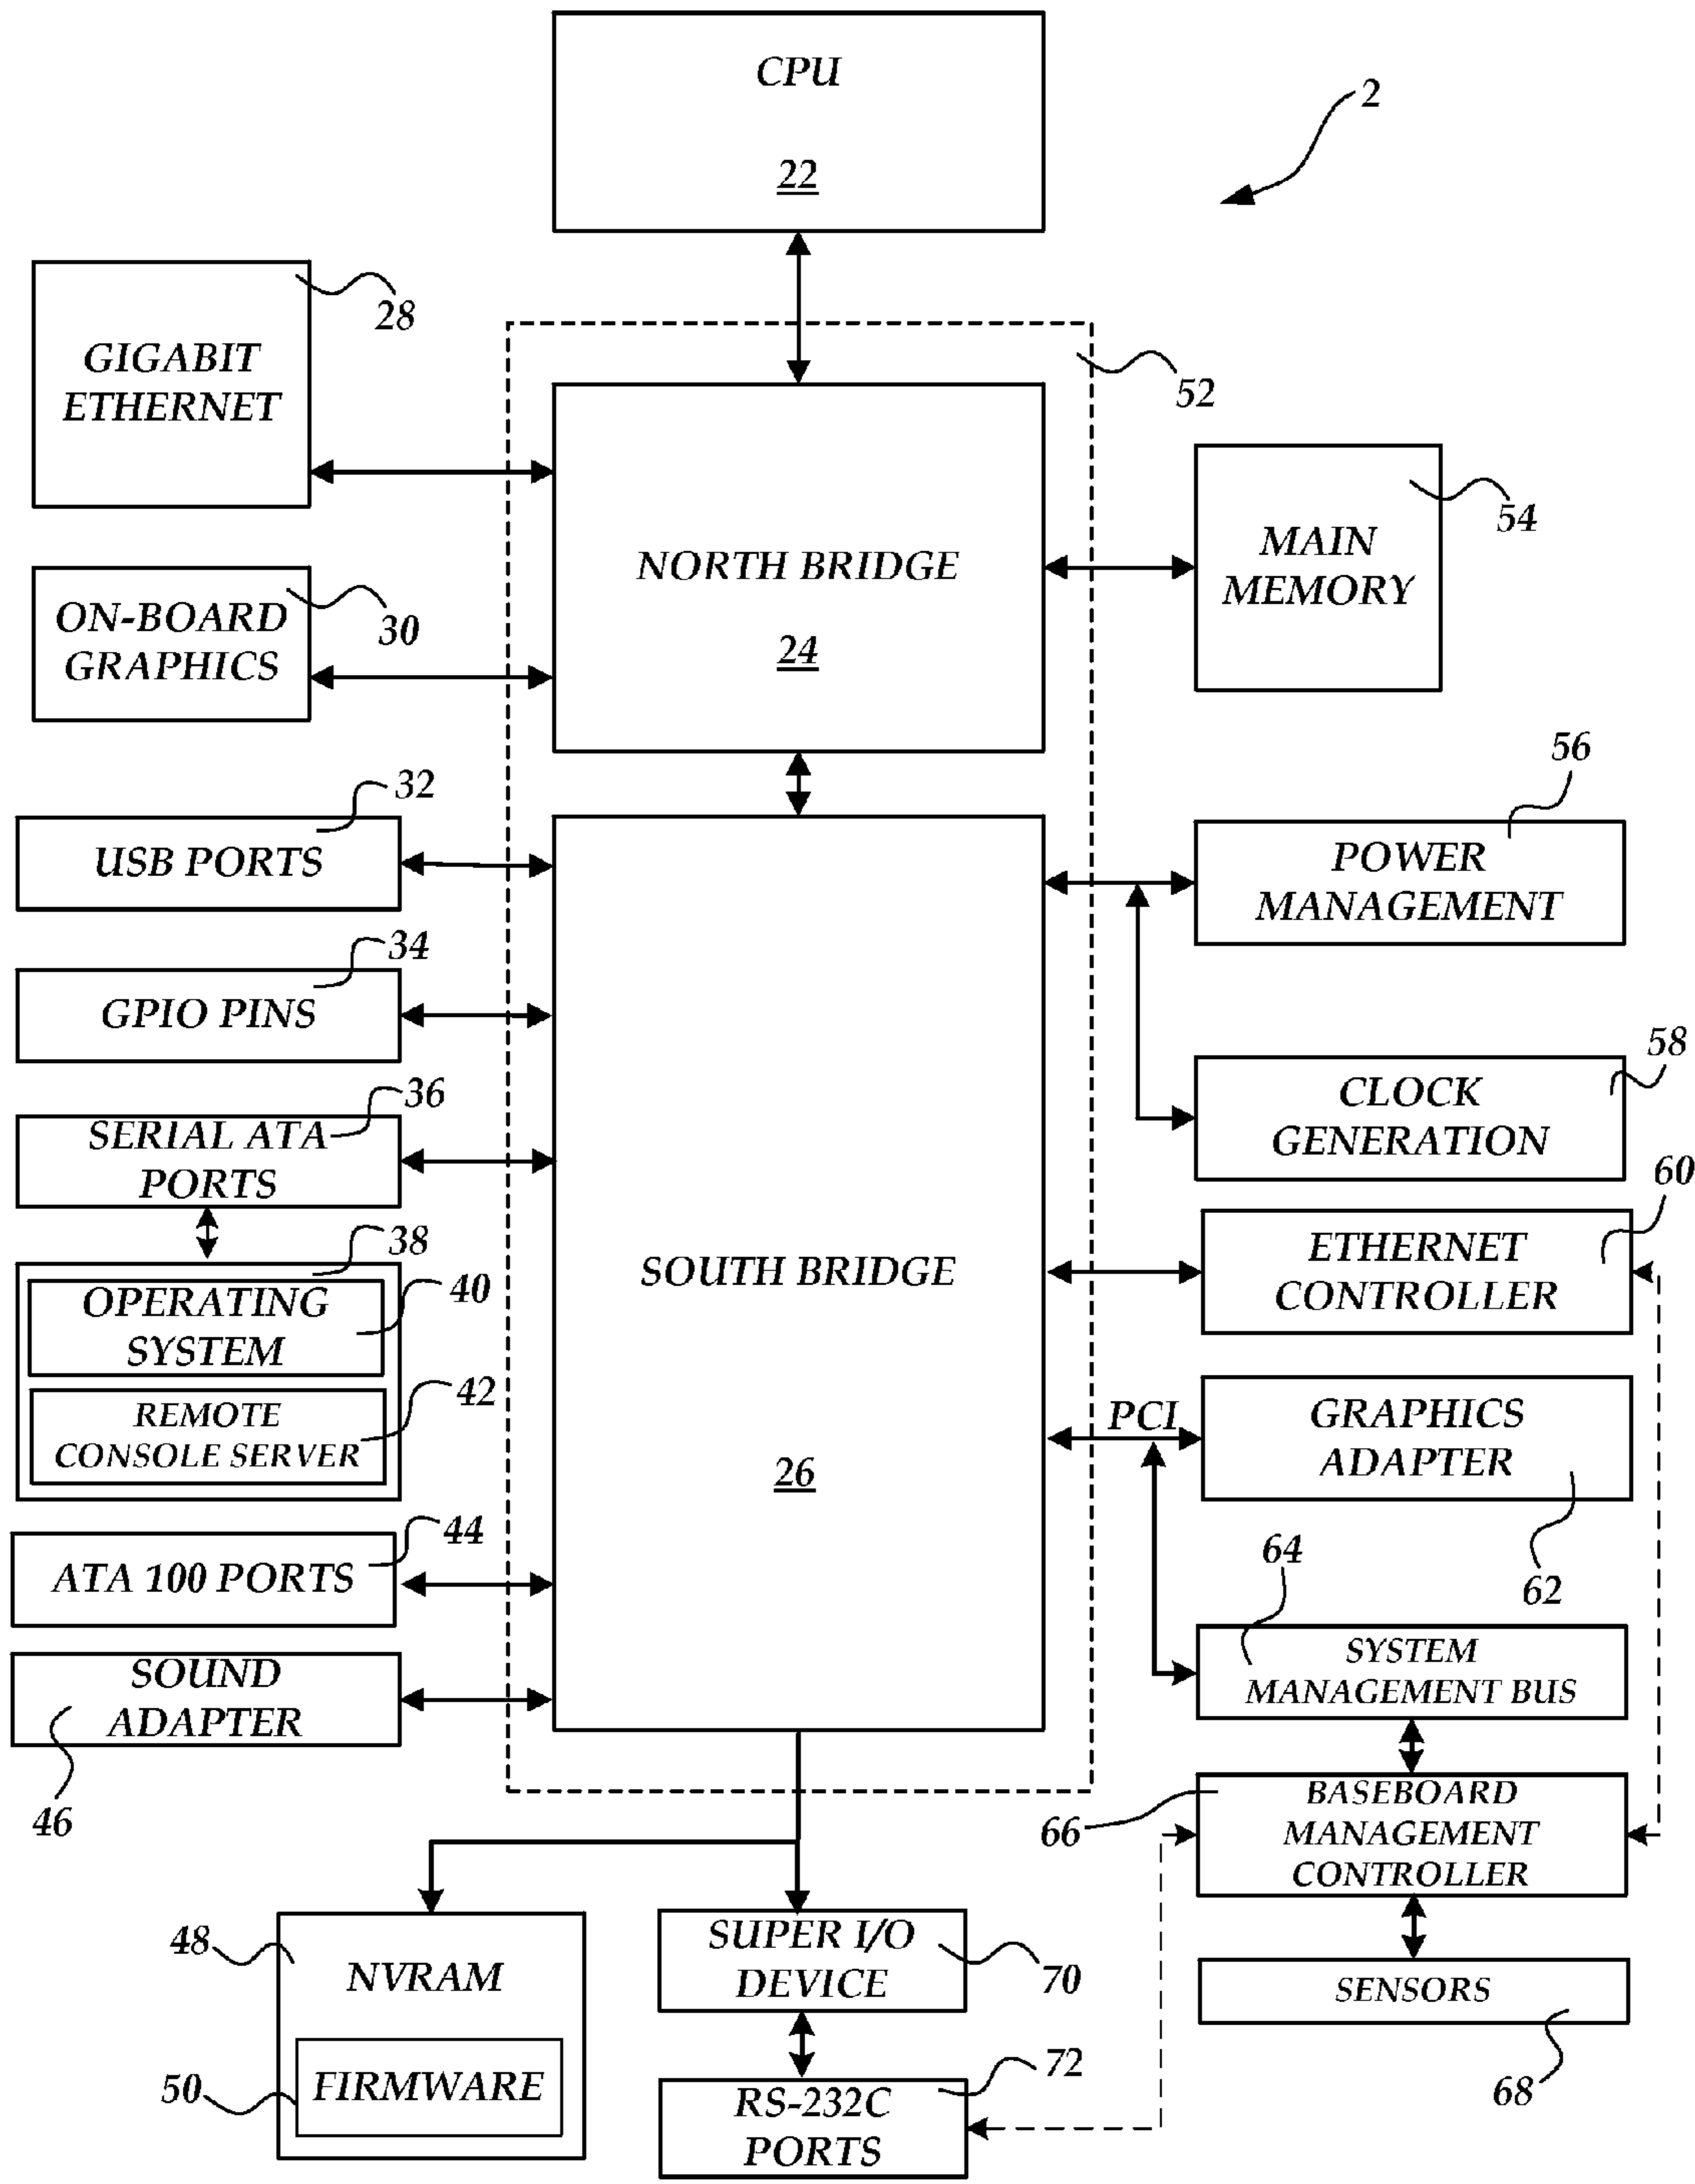 CPU
22
2
28
GIGABIT
ETHERNET
52
54
MAIN
MEMORY
NORTH BRIDGE
24
ON-BOARD
GRAPHICS
30
32
USB PORTS
56
POWER
MANAGEMENT
34
GPIO PINS
36
SERIAL ATA
PORTS
58
CLOCK
GENERATION
38
OPERATING
SYSTEM
40
REMOTE
CONSOLE SERVER
42
SOUTH BRIDGE
26
60
ETHERNET
CONTROLLER
PCI
GRAPHICS
ADAPTER
62
44
ATA 100 PORTS
SOUND
ADAPTER
46
64
SYSTEM
MANAGEMENT BUS
66
BASEBOARD
MANAGEMENT
CONTROLLER
48
NVRAM
50
FIRMWARE
SUPER I/O
DEVICE
70
SENSORS
68
72
RS-232C
PORTS